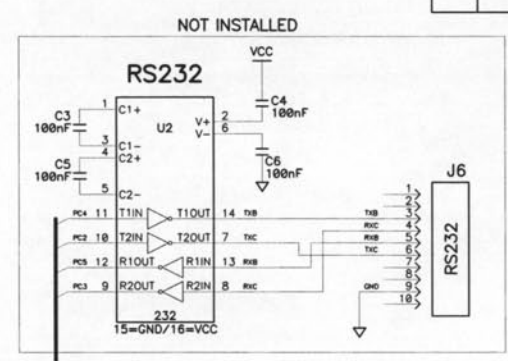 NOT INSTALLED
VCC
RS232
1 C1+
C3
100nF
C4
100nF
U2
V+ 2
V- 6
3 C1-
4 C2+
C5
100nF
C6
100nF
5 C2-
J6
1
2
3 TXB
4 RXC
5 RXB
6 TXC
7
8
9 GND
10
RS232
PC4 11 T1IN T1OUT 14 TXB
PC2 10 T2IN T2OUT 7 TXC
PC5 12 R1OUT R1IN 13 RXB
PC3 9 R2OUT R2IN 8 RXC
232
15=GND/16=VCC